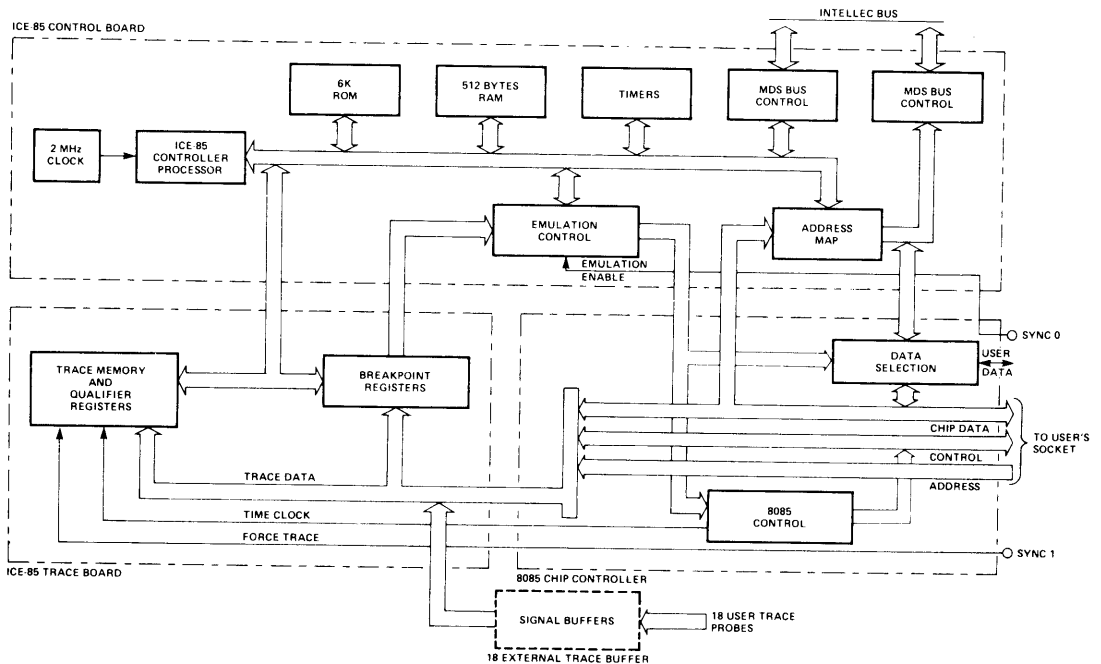 INTELLEC BUS
ICE-85 CONTROL BOARD
6K
ROM
512 BYTES
RAM
TIMERS
MDS BUS
CONTROL
MDS BUS
CONTROL
2 MHz
CLOCK
ICE-85
CONTROLLER
PROCESSOR
EMULATION
CONTROL
ADDRESS
MAP
EMULATION
ENABLE
SYNC 0
TRACE MEMORY
AND
QUALIFIER
REGISTERS
BREAKPOINT
REGISTERS
DATA
SELECTION
USER
DATA
CHIP DATA
CONTROL
ADDRESS
TO USER'S
SOCKET
TRACE DATA
TIME CLOCK
FORCE TRACE
8085
CONTROL
SYNC 1
ICE-85 TRACE BOARD
8085 CHIP CONTROLLER
SIGNAL BUFFERS
18 USER TRACE
PROBES
18 EXTERNAL TRACE BUFFER